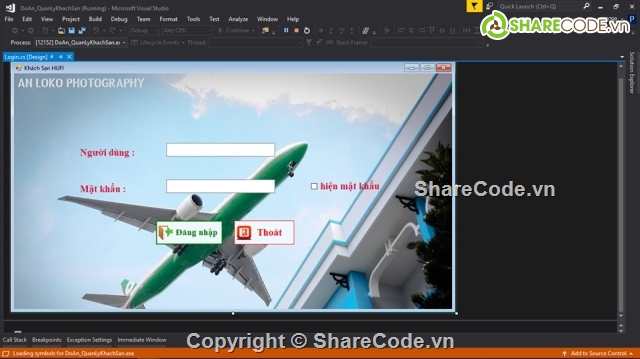 DoAn_QuanLyKhachSan (Running) - Microsoft Visual Studio
Quick Launch (Ctrl+Q)
SHARECODE.vn
File Edit View Project Build Debug Team Tools Architecture Test Analyze Window Help
Process: [12152] DoAn_QuanLyKhachSan.exe Lifecycle Events Thread: Stack Frame:
Login.cs [Design]
Khách Sạn HUFI
AN LOKO PHOTOGRAPHY
Người dùng :
Mật khẩu :
hiện mật khẩu
ShareCode.vn
Đăng nhập
Thoát
Solution Explorer
Copyright © ShareCode.vn
Call Stack Breakpoints Exception Settings Immediate Window
Loading symbols for DoAn_QuanLyKhachSan.exe
Add to Source Control